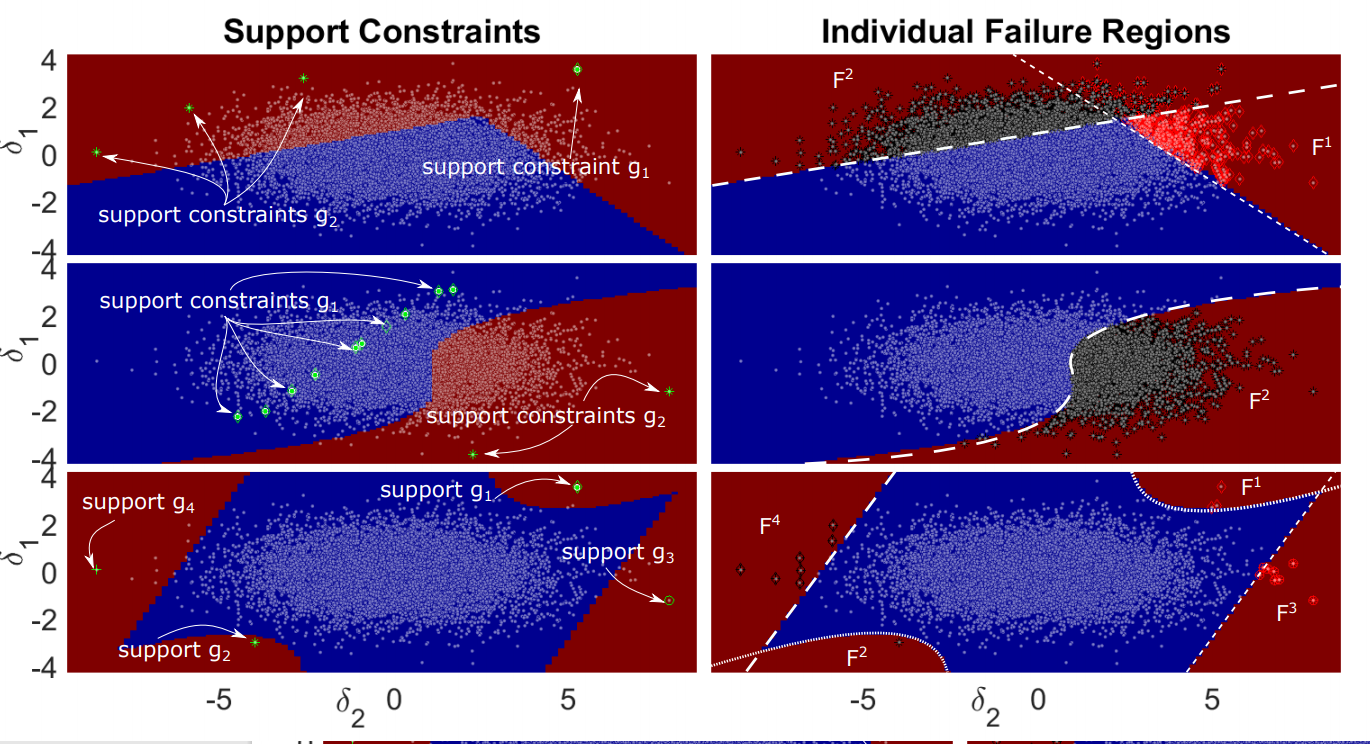 Support Constraints
Individual Failure Regions
4
2
0
-2
-4
δ1
support constraint g1
support constraints g2
F2
F1
4
2
0
-2
-4
δ1
support constraints g1
support constraints g2
F2
4
2
0
-2
-4
δ1
support g4
support g1
support g3
support g2
F4
F1
F3
F2
-5
0
5
δ2
-5
0
5
δ2